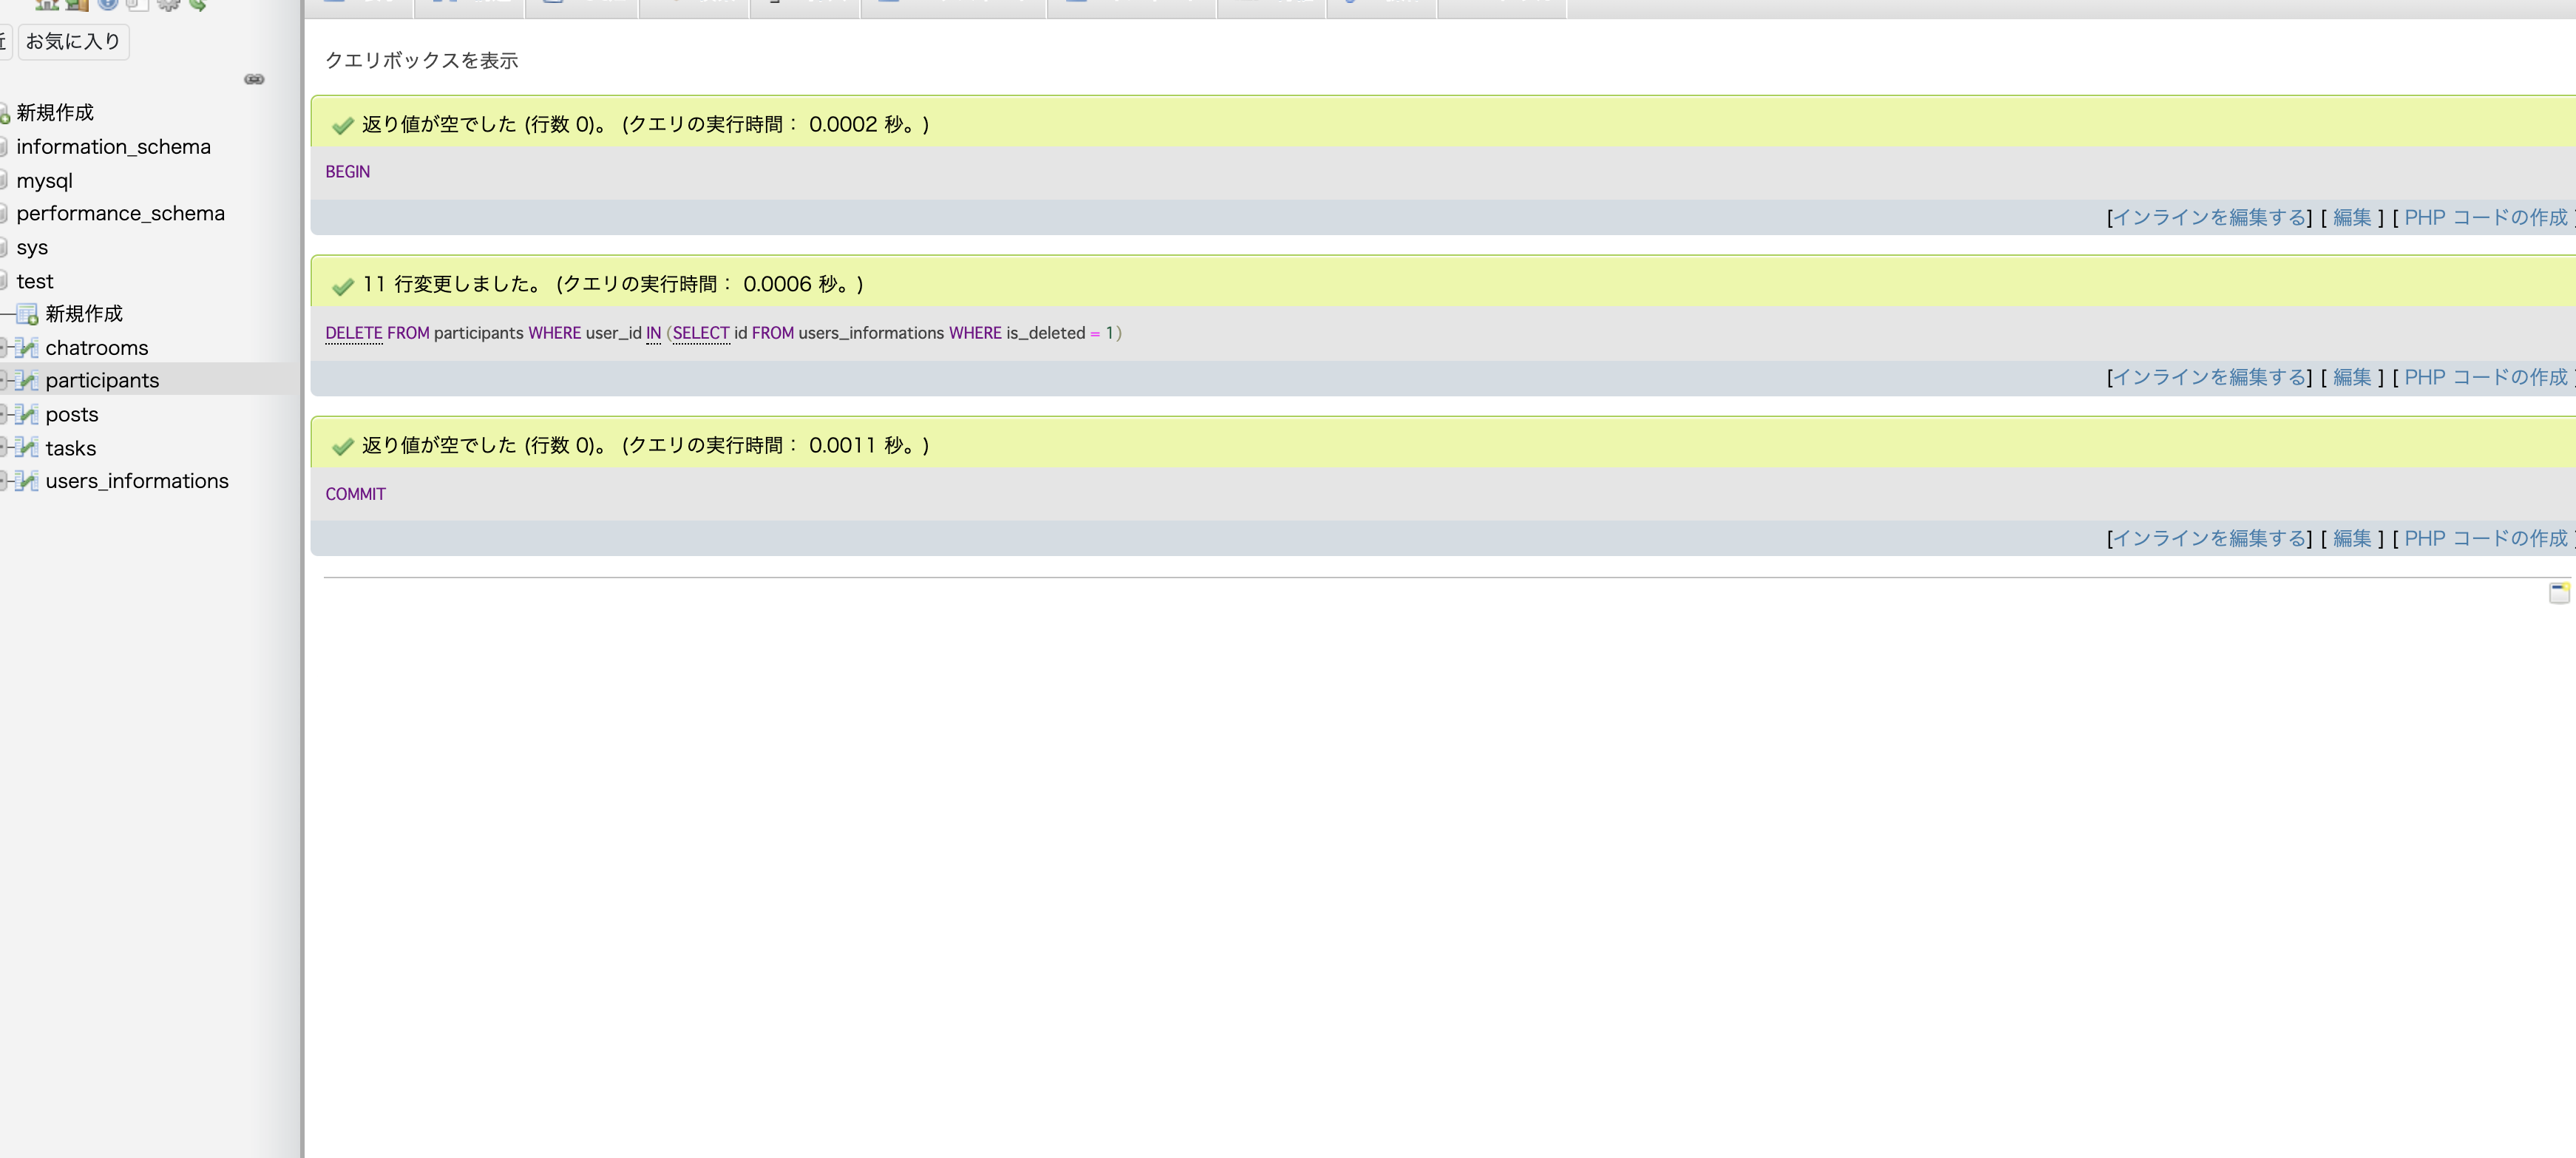 お気に入り
新規作成
information_schema
mysql
performance_schema
sys
test
新規作成
chatrooms
participants
posts
tasks
users_informations
クエリボックスを表示
返り値が空でした (行数 0)。 (クエリの実行時間： 0.0002 秒。)
BEGIN
[インラインを編集する] [ 編集 ] [ PHP コードの作成
11 行変更しました。 (クエリの実行時間： 0.0006 秒。)
DELETE FROM participants WHERE user_id IN (SELECT id FROM users_informations WHERE is_deleted = 1)
[インラインを編集する] [ 編集 ] [ PHP コードの作成
返り値が空でした (行数 0)。 (クエリの実行時間： 0.0011 秒。)
COMMIT
[インラインを編集する] [ 編集 ] [ PHP コードの作成